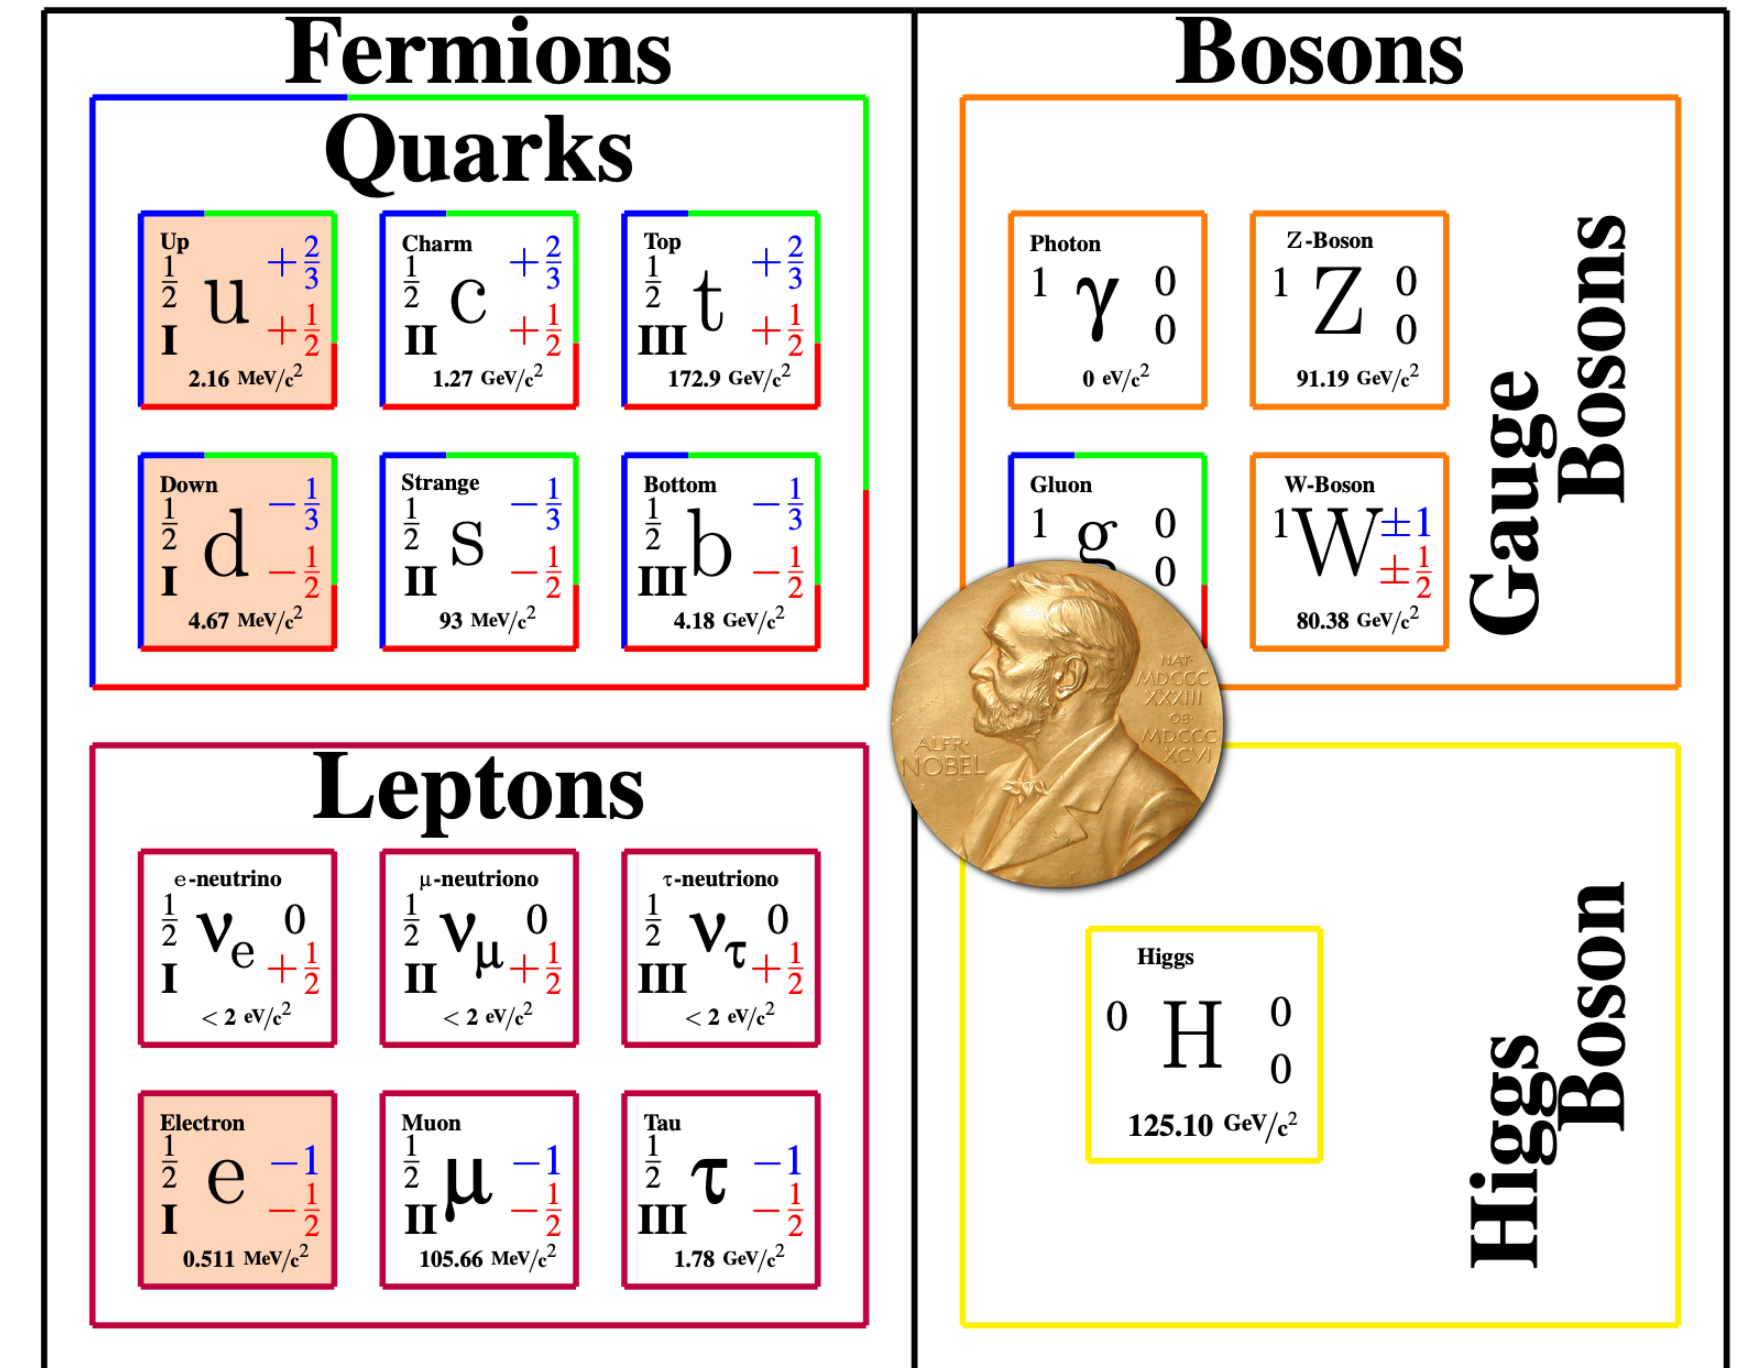 Fermions
Quarks
Up
1/2 u +2/3
I +1/2
2.16 MeV/c²
Charm
1/2 c +2/3
II +1/2
1.27 GeV/c²
Top
1/2 t +2/3
III +1/2
172.9 GeV/c²
Down
1/2 d −1/3
I −1/2
4.67 MeV/c²
Strange
1/2 s −1/3
II −1/2
93 MeV/c²
Bottom
1/2 b −1/3
III −1/2
4.18 GeV/c²
Leptons
e-neutrino
1/2 νe 0
I +1/2
< 2 eV/c²
μ-neutriono
1/2 νμ 0
II +1/2
< 2 eV/c²
τ-neutriono
1/2 ντ 0
III +1/2
< 2 eV/c²
Electron
1/2 e −1
I −1/2
0.511 MeV/c²
Muon
1/2 μ −1
II −1/2
105.66 MeV/c²
Tau
1/2 τ −1
III −1/2
1.78 GeV/c²
Bosons
Photon
1 γ 0
0
0 eV/c²
Z-Boson
1 Z 0
0
91.19 GeV/c²
Gluon
1 g 0
0
W-Boson
1 W ±1
±1/2
80.38 GeV/c²
Gauge
Bosons
ALFR·
NOBEL
NAT·
MDCCC
XXXIII
OB·
MDCCC
XCVI
Higgs
0 H 0
0
125.10 GeV/c²
Higgs
Boson